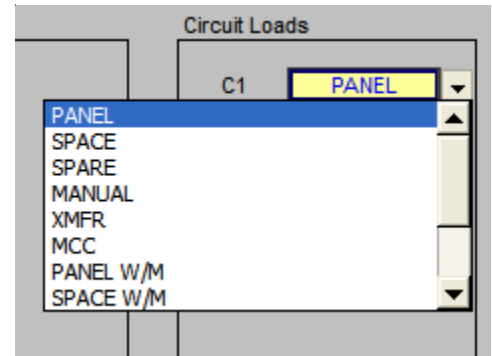 Circuit Loads
C1 PANEL
PANEL
SPACE
SPARE
MANUAL
XMFR
MCC
PANEL W/M
SPACE W/M